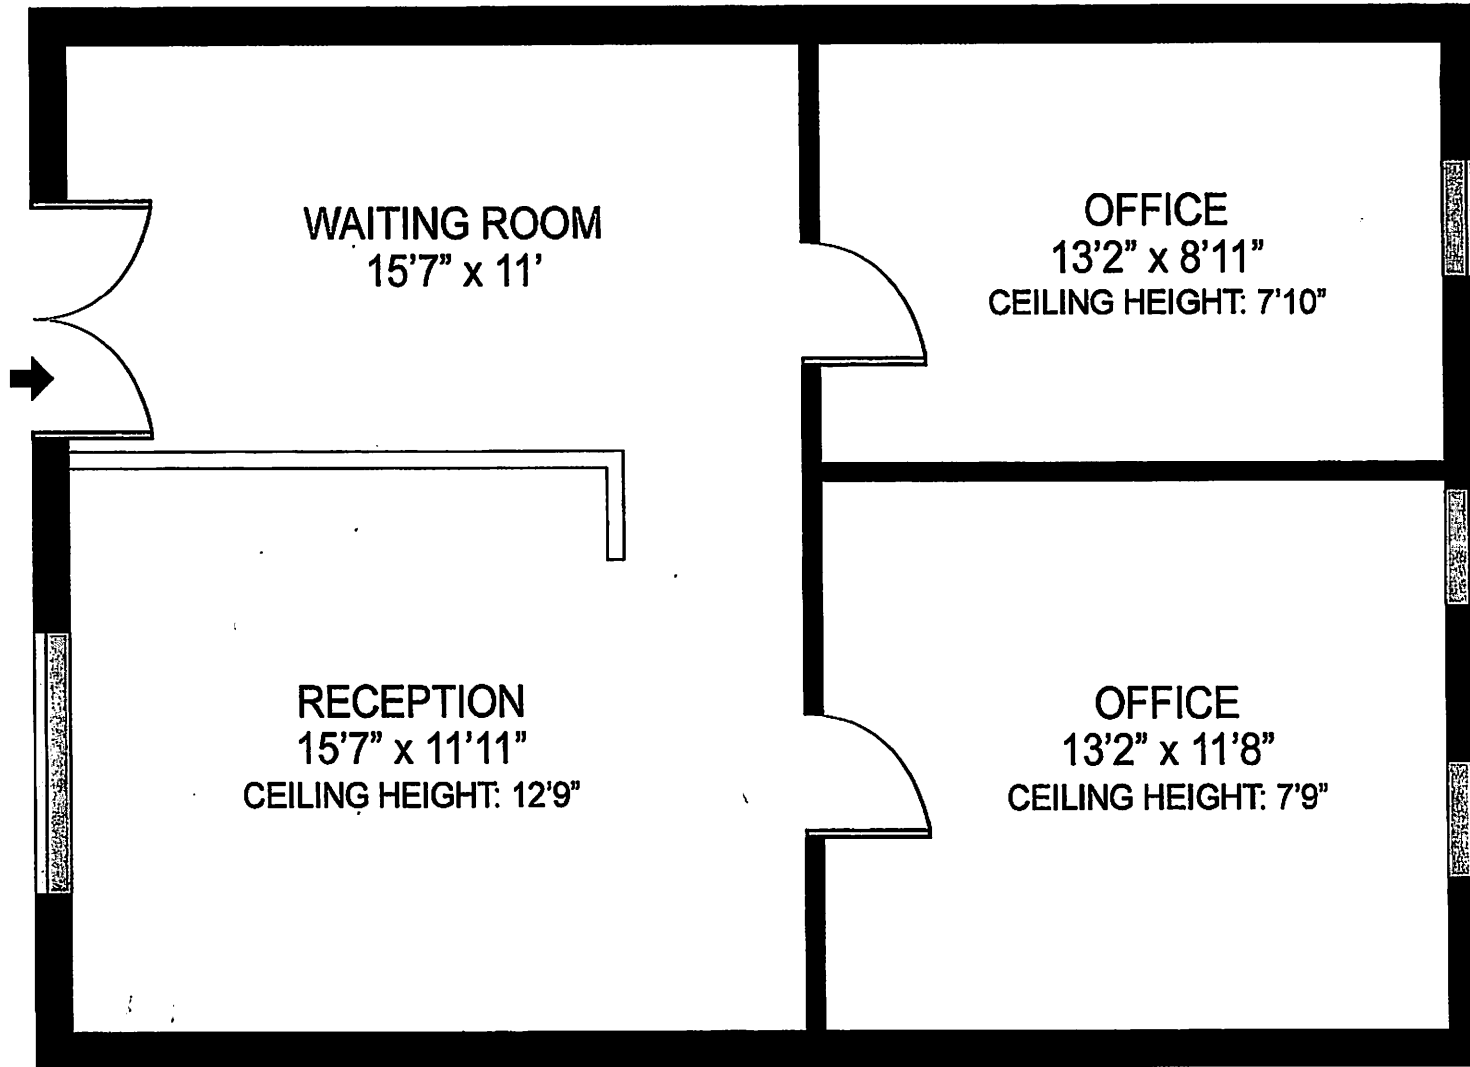 WAITING ROOM
15’7” x 11’
OFFICE
13’2” x 8’11”
CEILING HEIGHT: 7’10”
RECEPTION
15’7” x 11’11”
CEILING HEIGHT: 12’9”
OFFICE
13’2” x 11’8”
CEILING HEIGHT: 7’9”